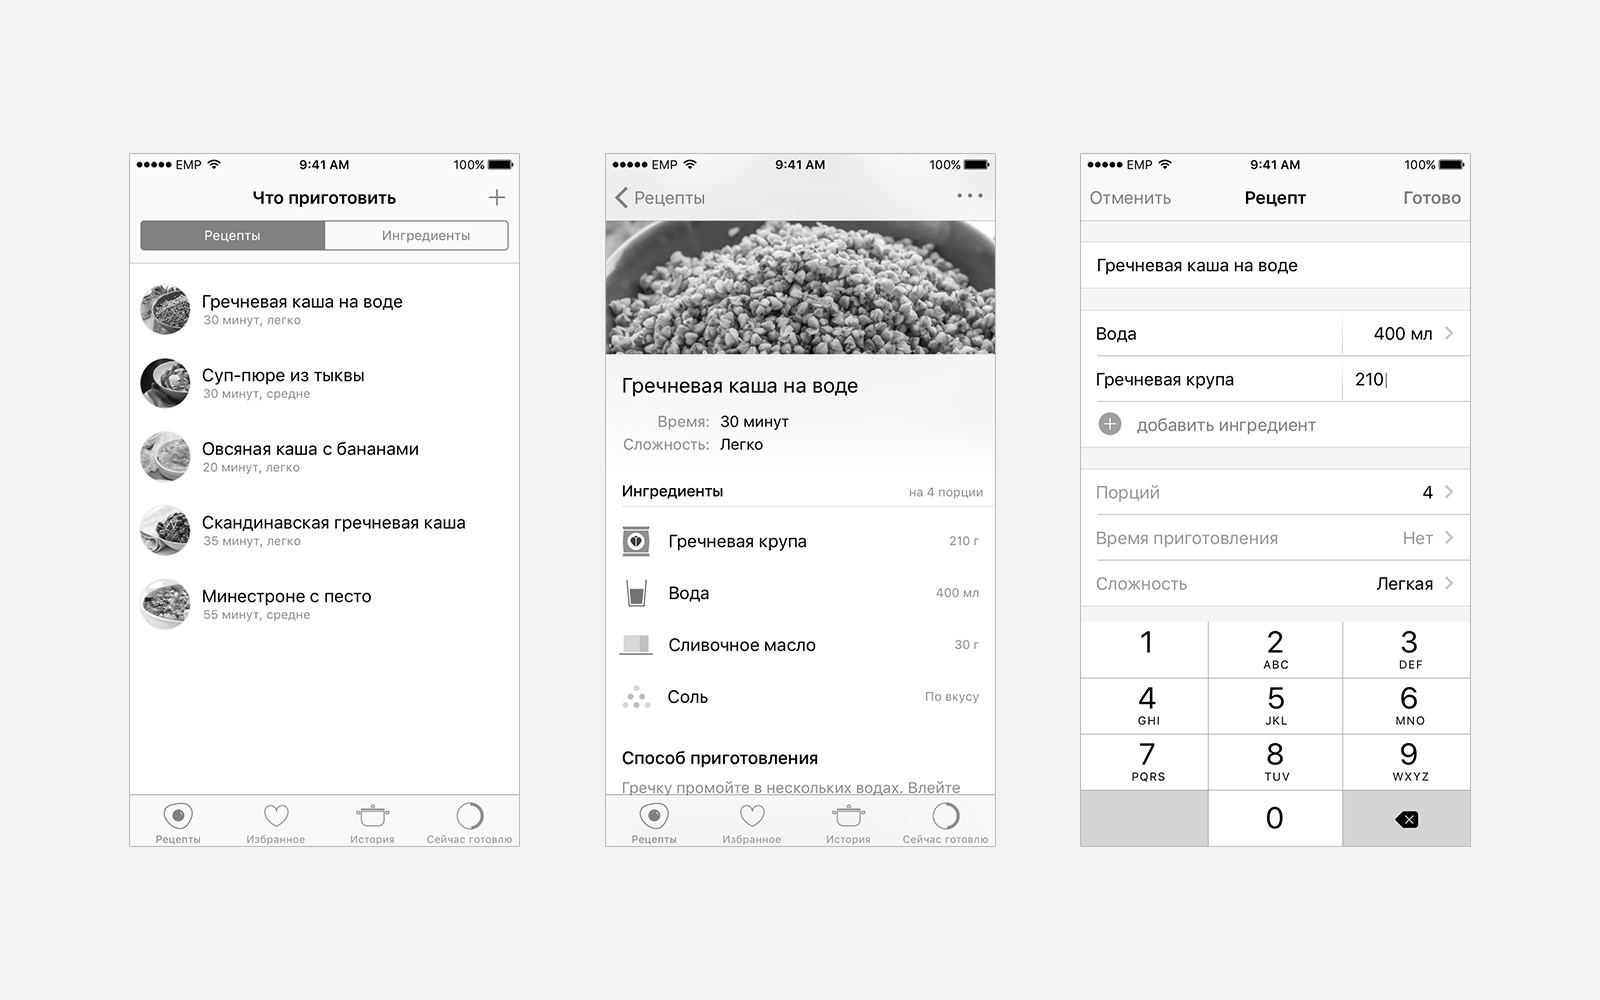 EMP 9:41 AM 100%
Что приготовить
Рецепты Ингредиенты
Гречневая каша на воде
30 минут, легко
Суп-пюре из тыквы
30 минут, средне
Овсяная каша с бананами
20 минут, легко
Скандинавская гречневая каша
35 минут, легко
Минестроне с песто
55 минут, средне
Рецепты Избранное История Сейчас готовлю
EMP 9:41 AM 100%
Рецепты
Гречневая каша на воде
Время: 30 минут
Сложность: Легко
Ингредиенты на 4 порции
Гречневая крупа 210 г
Вода 400 мл
Сливочное масло 30 г
Соль По вкусу
Способ приготовления
Гречку промойте в нескольких водах. Влейте
Рецепты Избранное История Сейчас готовлю
EMP 9:41 AM 100%
Отменить Рецепт Готово
Гречневая каша на воде
Вода 400 мл
Гречневая крупа 210
добавить ингредиент
Порций 4
Время приготовления Нет
Сложность Легкая
1 2 3
ABC DEF
4 5 6
GHI JKL MNO
7 8 9
PQRS TUV WXYZ
0